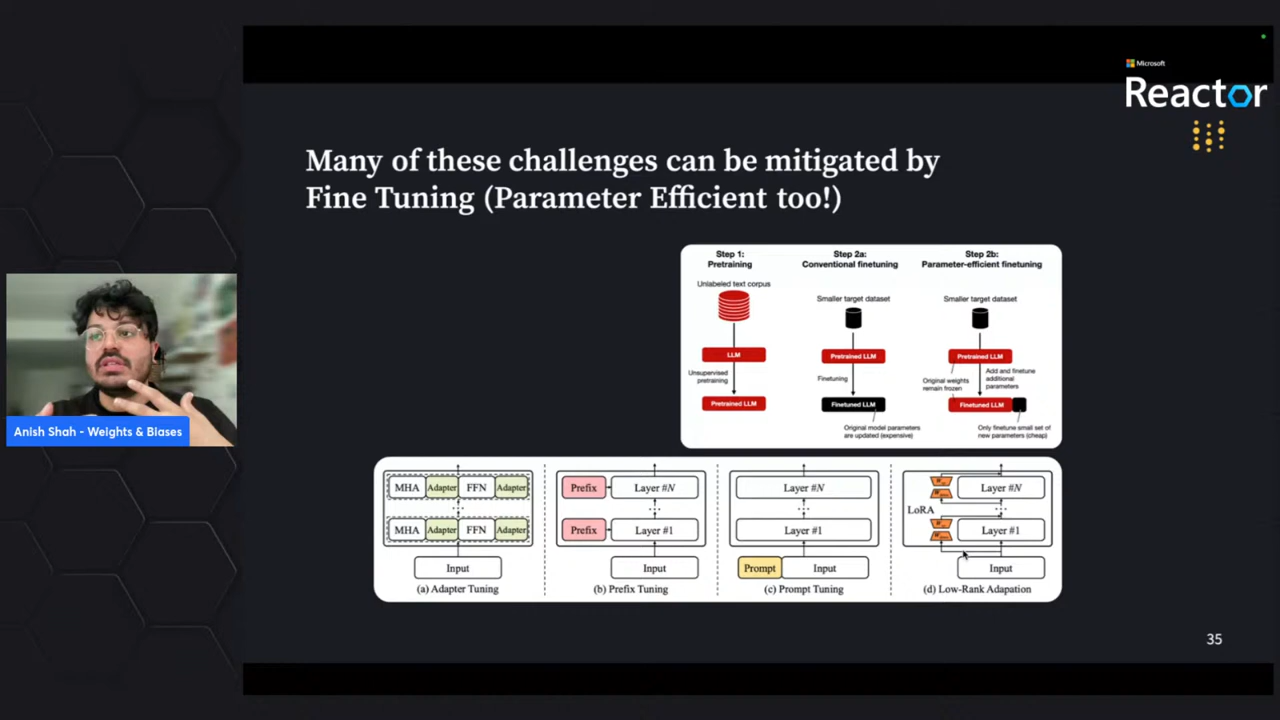 Microsoft
Reactor
Many of these challenges can be mitigated by
Fine Tuning (Parameter Efficient too!)
Step 1:
Pretraining
Unlabeled text corpus
LLM
Unsupervised
pretraining
Pretrained LLM
Step 2a:
Conventional finetuning
Smaller target dataset
Pretrained LLM
Finetuning
Finetuned LLM
Original model parameters
are updated (expensive)
Step 2b:
Parameter-efficient finetuning
Smaller target dataset
Pretrained LLM
Original weights
remain frozen
Add and finetune
additional
parameters
Finetuned LLM
Only finetune small set of
new parameters (cheap)
Anish Shah - Weights & Biases
MHA Adapter FFN Adapter
MHA Adapter FFN Adapter
Input
(a) Adapter Tuning
Prefix Layer #N
Prefix Layer #1
Input
(b) Prefix Tuning
Layer #N
Layer #1
Prompt Input
(c) Prompt Tuning
Layer #N
LoRA
Layer #1
Input
(d) Low-Rank Adapation
35